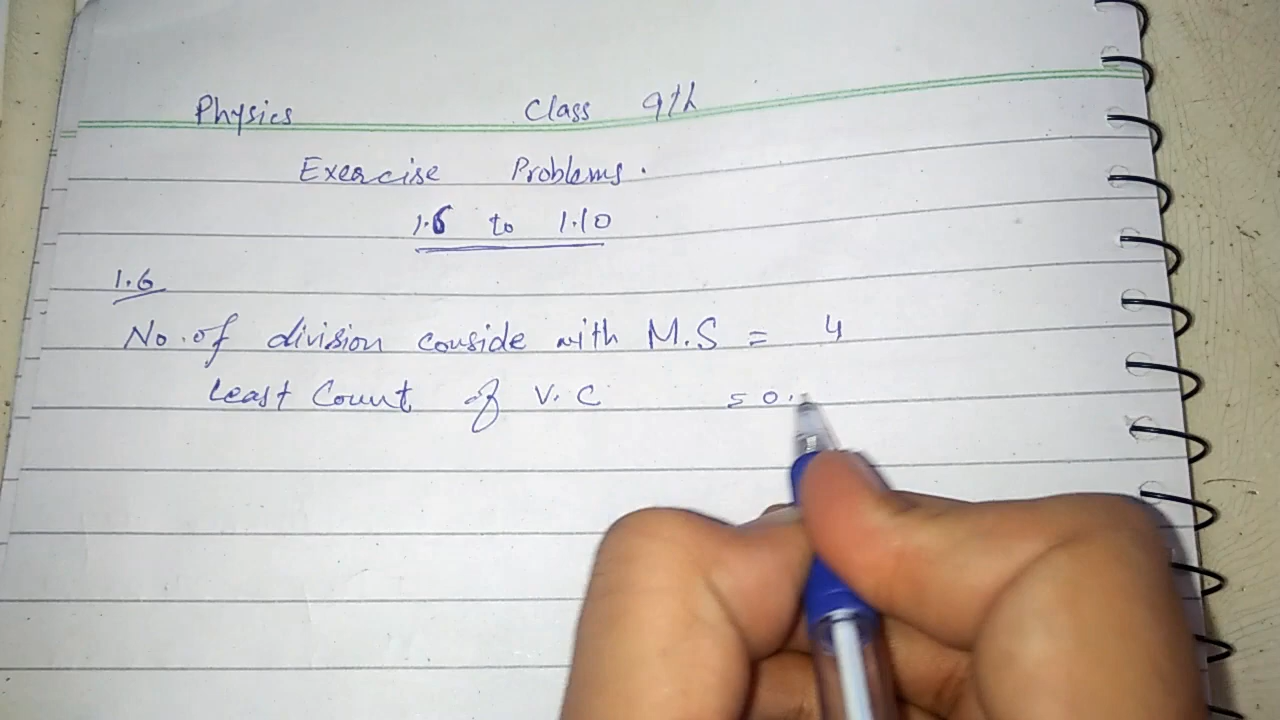 Physics Class 9th
Exercise Problems.
1.6 to 1.10
1.6
No. of division conside with M.S = 4
Least Count of V.C = 0.